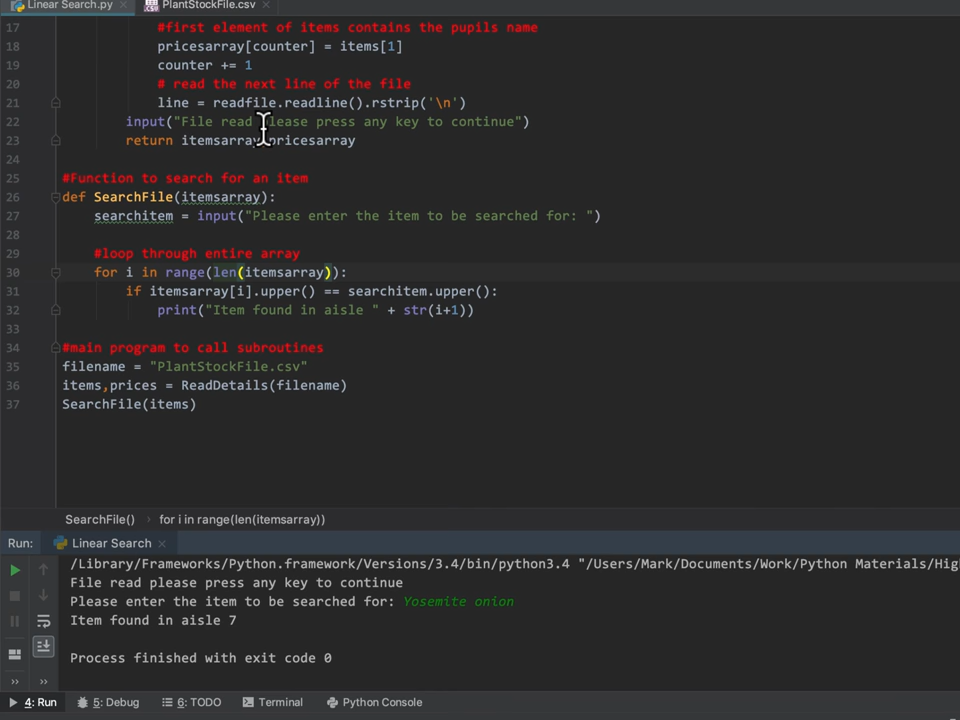 Linear Search.py × PlantStockFile.csv ×
17 #first element of items contains the pupils name
18 pricesarray[counter] = items[1]
19 counter += 1
20 # read the next line of the file
21 line = readfile.readline().rstrip('\n')
22 input("File read please press any key to continue")
23 return itemsarray,pricesarray
24
25 #Function to search for an item
26 def SearchFile(itemsarray):
27 searchitem = input("Please enter the item to be searched for: ")
28
29 #loop through entire array
30 for i in range(len(itemsarray)):
31 if itemsarray[i].upper() == searchitem.upper():
32 print("Item found in aisle " + str(i+1))
33
34 #main program to call subroutines
35 filename = "PlantStockFile.csv"
36 items,prices = ReadDetails(filename)
37 SearchFile(items)
SearchFile() › for i in range(len(itemsarray))
Run: Linear Search ×
/Library/Frameworks/Python.framework/Versions/3.4/bin/python3.4 "/Users/Mark/Documents/Work/Python Materials/Hig
File read please press any key to continue
Please enter the item to be searched for: Yosemite onion
Item found in aisle 7
Process finished with exit code 0
4: Run 5: Debug 6: TODO Terminal Python Console